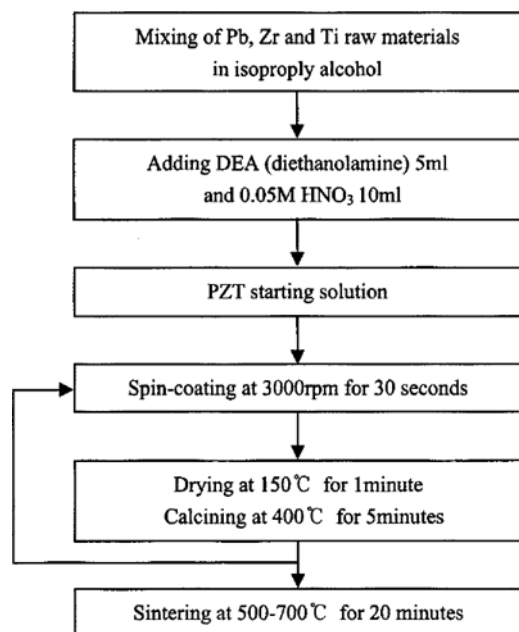 Mixing of Pb, Zr and Ti raw materials
in isoproply alcohol
Adding DEA (diethanolamine) 5ml
and 0.05M HNO₃ 10ml
PZT starting solution
Spin-coating at 3000rpm for 30 seconds
Drying at 150℃ for 1minute
Calcining at 400℃ for 5minutes
Sintering at 500-700℃ for 20 minutes